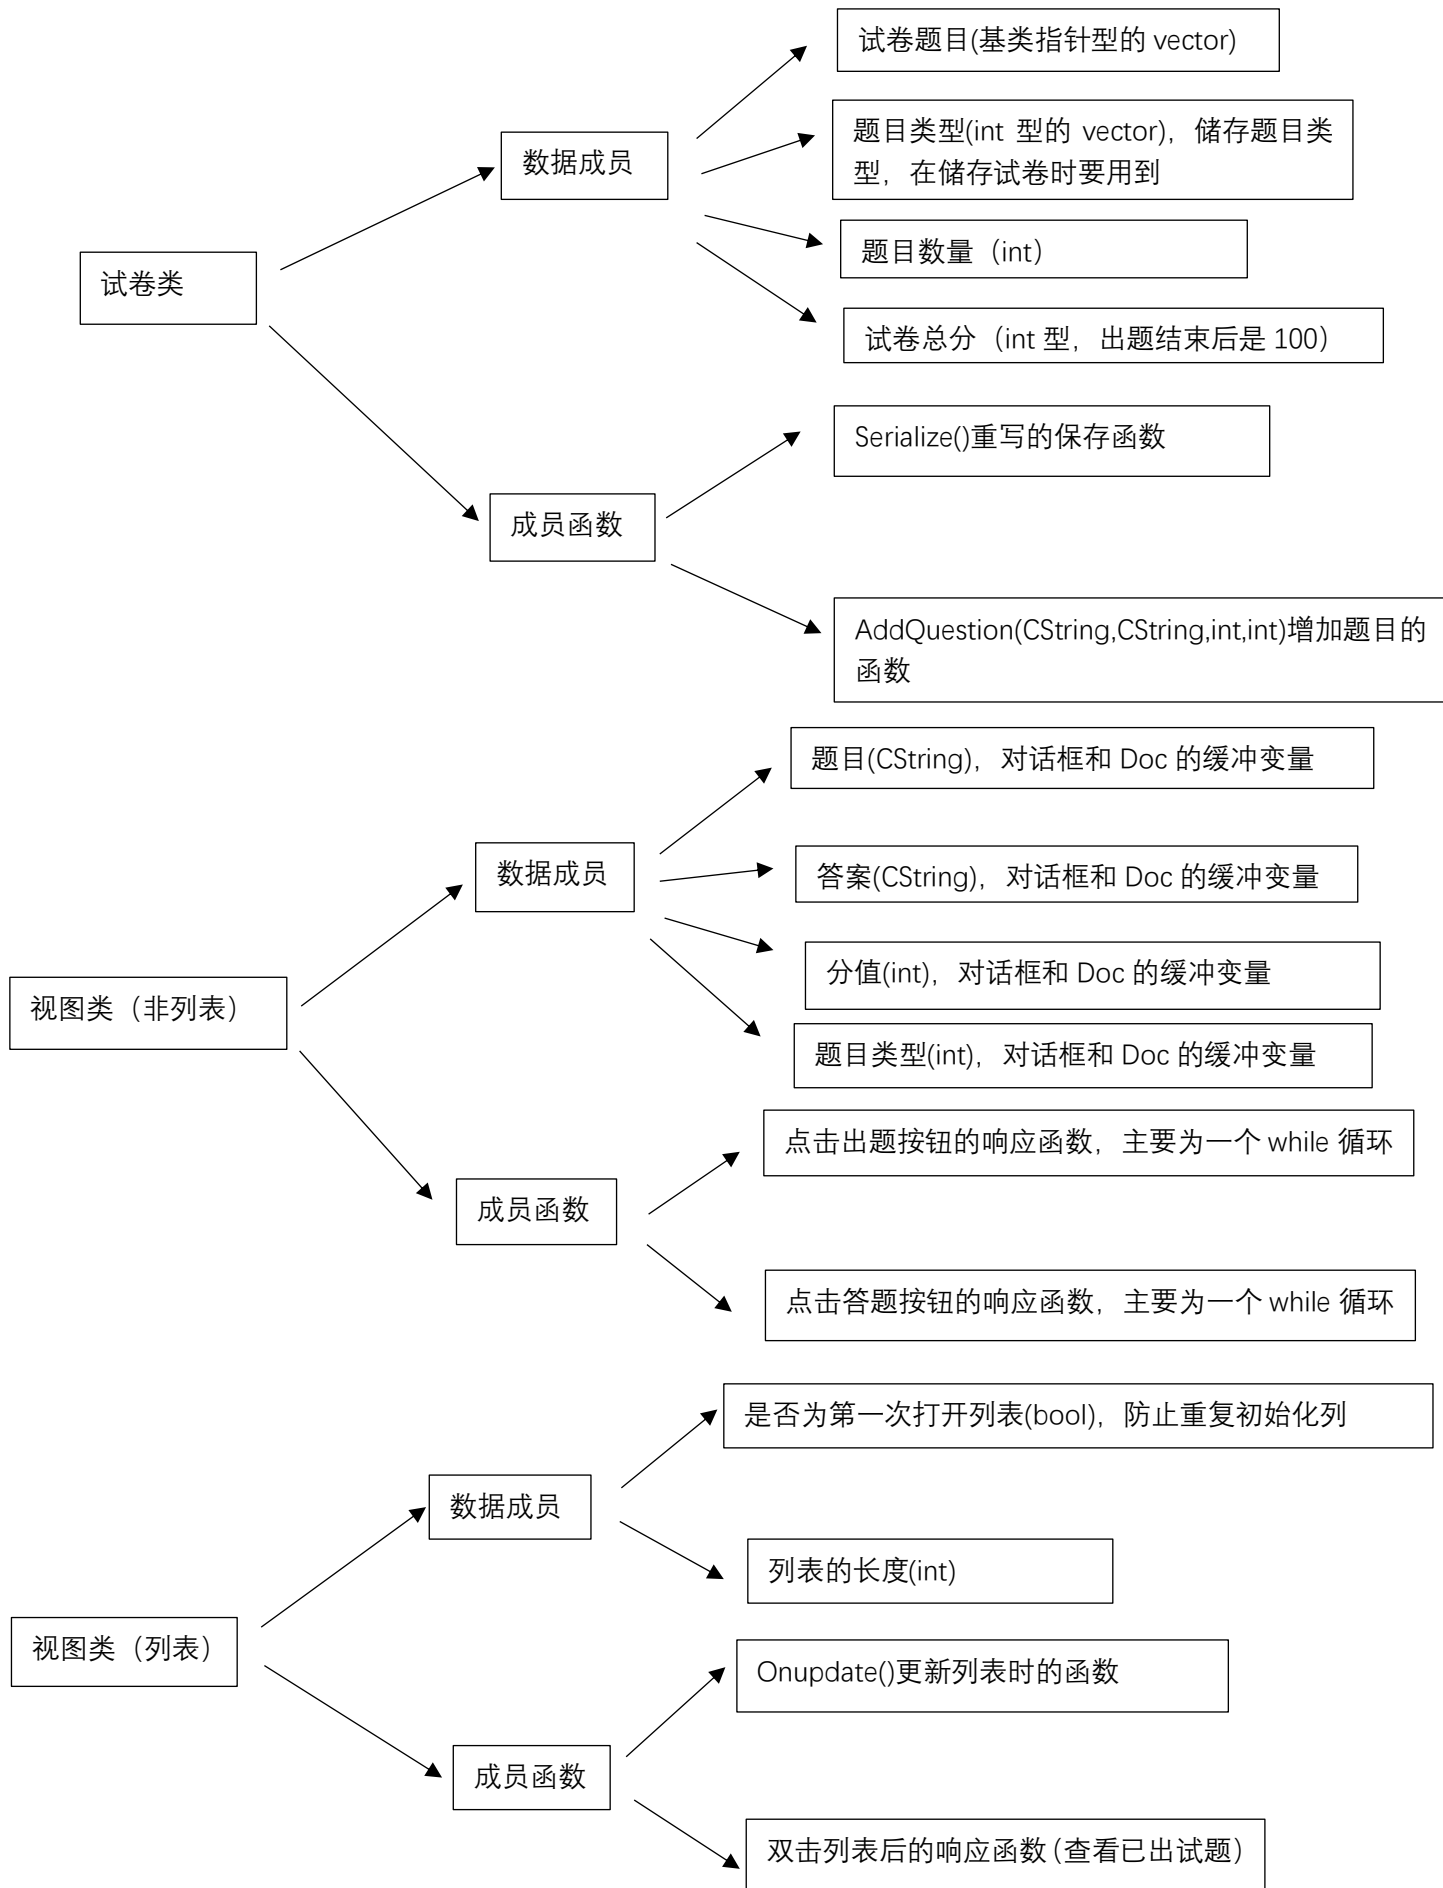 试卷题目(基类指针型的 vector)
题目类型(int 型的 vector)，储存题目类
型，在储存试卷时要用到
数据成员
题目数量（int）
试卷类
试卷总分（int 型，出题结束后是 100）
Serialize()重写的保存函数
成员函数
AddQuestion(CString,CString,int,int)增加题目的
函数
题目(CString)，对话框和 Doc 的缓冲变量
数据成员
答案(CString)，对话框和 Doc 的缓冲变量
分值(int)，对话框和 Doc 的缓冲变量
视图类（非列表）
题目类型(int)，对话框和 Doc 的缓冲变量
点击出题按钮的响应函数，主要为一个 while 循环
成员函数
点击答题按钮的响应函数，主要为一个 while 循环
是否为第一次打开列表(bool)，防止重复初始化列
数据成员
列表的长度(int)
视图类（列表）
Onupdate()更新列表时的函数
成员函数
双击列表后的响应函数（查看已出试题）